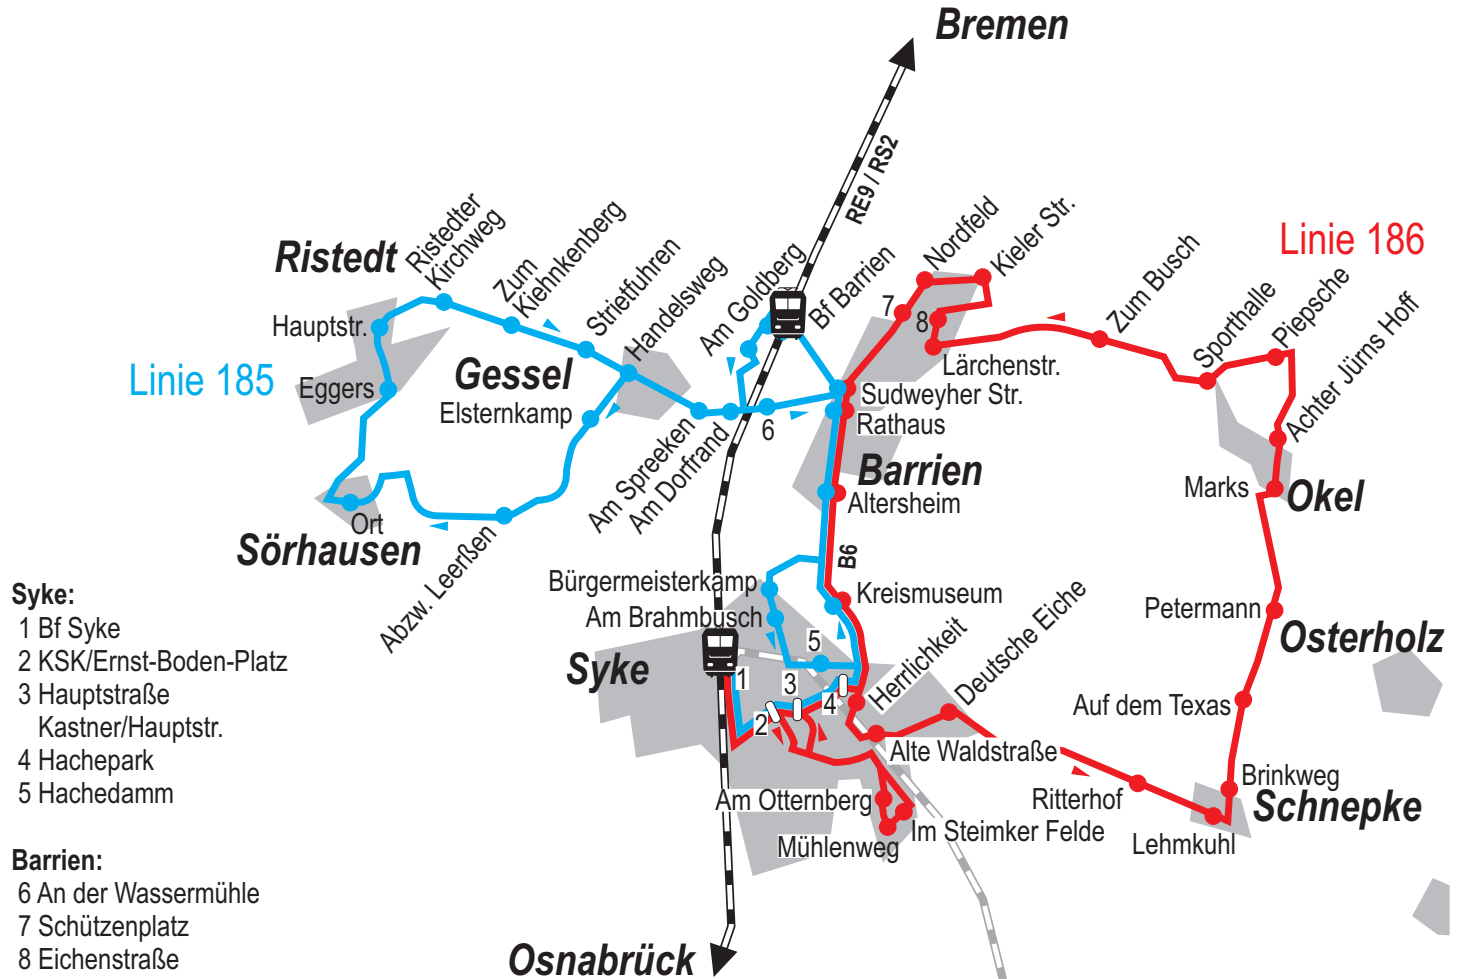 Bremen
RE9 / RS2
Linie 186
Ristedt
Ristedter
Kirchweg
Zum
Kiehnkenberg
Strietfuhren
Handelsweg
Am Goldberg
Bf Barrien
Nordfeld
Kieler Str.
Zum Busch
Sporthalle
Piepsche
Achter Jürns Hoff
Hauptstr.
7
8
Linie 185
Eggers
Gessel
Elsternkamp
Lärchenstr.
Sudweyher Str.
Rathaus
6
Am Spreeken
Am Dorfrand
Barrien
Altersheim
Marks
Okel
Ort
Sörhausen
Abzw. Leerßen
B6
Bürgermeisterkamp
Am Brahmbusch
Kreismuseum
Herrlichkeit
Deutsche Eiche
Petermann
Osterholz
Syke
1
2
3
4
5
Alte Waldstraße
Auf dem Texas
Am Otternberg
Im Steimker Felde
Mühlenweg
Ritterhof
Brinkweg
Schnepke
Lehmkuhl
Osnabrück
Syke:
1 Bf Syke
2 KSK/Ernst-Boden-Platz
3 Hauptstraße
Kastner/Hauptstr.
4 Hachepark
5 Hachedamm
Barrien:
6 An der Wassermühle
7 Schützenplatz
8 Eichenstraße